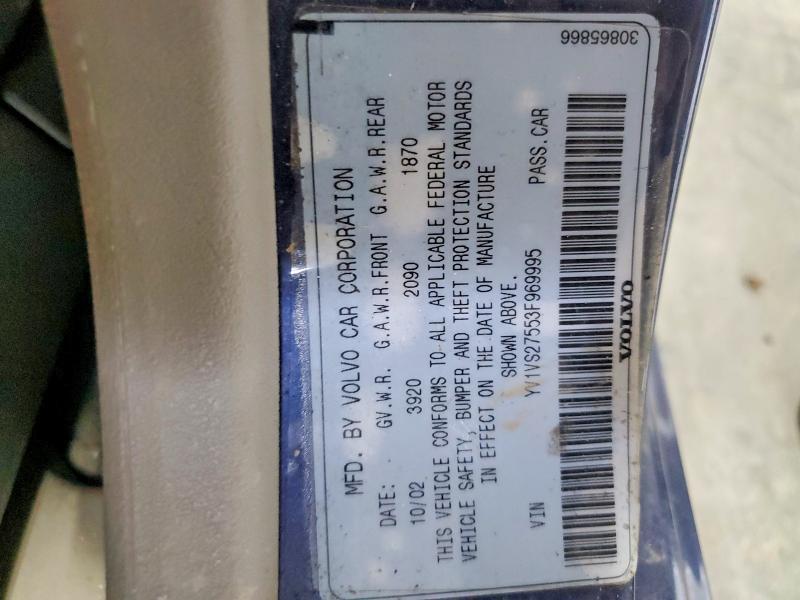 MFD. BY VOLVO CAR CORPORATION
DATE: GV.W.R. G.A.W.R.FRONT G.A.W.R.REAR
10/02 3920 2090 1870
THIS VEHICLE CONFORMS TO ALL APPLICABLE FEDERAL MOTOR
VEHICLE SAFETY, BUMPER AND THEFT PROTECTION STANDARDS
IN EFFECT ON THE DATE OF MANUFACTURE
SHOWN ABOVE.
VIN YV1VS27553F969995 PASS.CAR
VOLVO
30865866